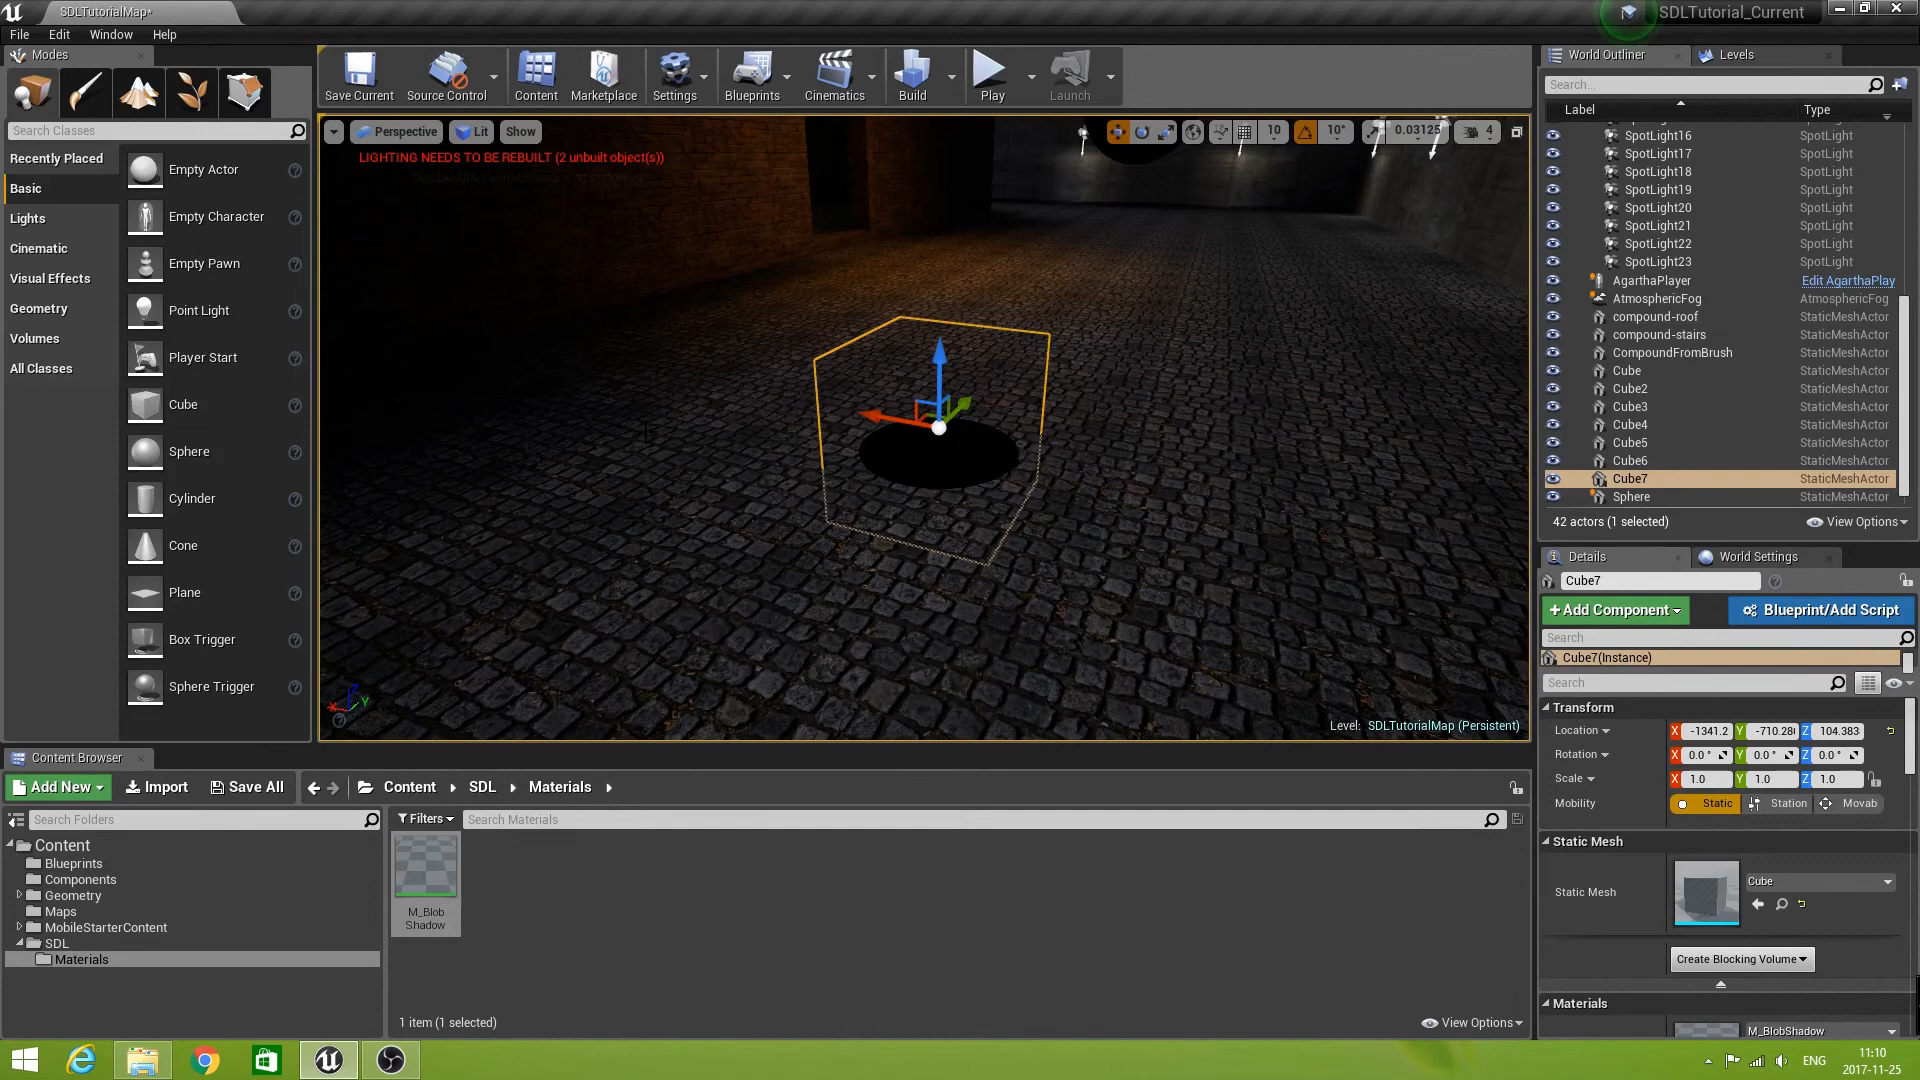 SDLTutorialMap*
SDLTutorial_Current
File Edit Window Help
Modes
Search Classes
Recently Placed
Basic
Lights
Cinematic
Visual Effects
Geometry
Volumes
All Classes
Empty Actor
Empty Character
Empty Pawn
Point Light
Player Start
Cube
Sphere
Cylinder
Cone
Plane
Box Trigger
Sphere Trigger
Save Current
Source Control
Content
Marketplace
Settings
Blueprints
Cinematics
Build
Play
Launch
Perspective Lit Show
10 10° 0.03125 4
LIGHTING NEEDS TO BE REBUILT (2 unbuilt object(s))
X Y Z
Level: SDLTutorialMap (Persistent)
World Outliner Levels
Search...
Label Type
SpotLight16 SpotLight
SpotLight17 SpotLight
SpotLight18 SpotLight
SpotLight19 SpotLight
SpotLight20 SpotLight
SpotLight21 SpotLight
SpotLight22 SpotLight
SpotLight23 SpotLight
AgarthaPlayer Edit AgarthaPlay
AtmosphericFog AtmosphericFog
compound-roof StaticMeshActor
compound-stairs StaticMeshActor
CompoundFromBrush StaticMeshActor
Cube StaticMeshActor
Cube2 StaticMeshActor
Cube3 StaticMeshActor
Cube4 StaticMeshActor
Cube5 StaticMeshActor
Cube6 StaticMeshActor
Cube7 StaticMeshActor
Sphere StaticMeshActor
42 actors (1 selected) View Options
Details World Settings
Cube7
+Add Component Blueprint/Add Script
Search
Cube7(Instance)
Search
Transform
Location X -1341.2 Y -710.28 Z 104.383
Rotation X 0.0° Y 0.0° Z 0.0°
Scale X 1.0 Y 1.0 Z 1.0
Mobility Static Station Movab
Static Mesh
Static Mesh Cube
Create Blocking Volume
Materials
M_BlobShadow
Content Browser
Add New Import Save All Content SDL Materials
Search Folders
Filters Search Materials
Content
Blueprints
Components
Geometry
Maps
MobileStarterContent
SDL
Materials
M_Blob
Shadow
1 item (1 selected) View Options
ENG
11:10
2017-11-25